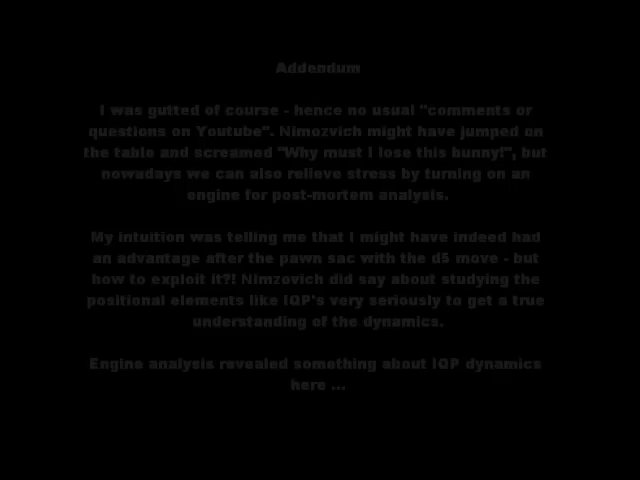 Addendum
I was gutted of course - hence no usual "comments or
questions on Youtube". Nimozvich might have jumped on
the table and screamed "Why must I lose this bunny!", but
nowadays we can also relieve stress by turning on an
engine for post-mortem analysis.
My intuition was telling me that I might have indeed had
an advantage after the pawn sac with the d5 move - but
how to exploit it?! Nimzovich did say about studying the
positional elements like IQP's very seriously to get a true
understanding of the dynamics.
Engine analysis revealed something about IQP dynamics
here ...